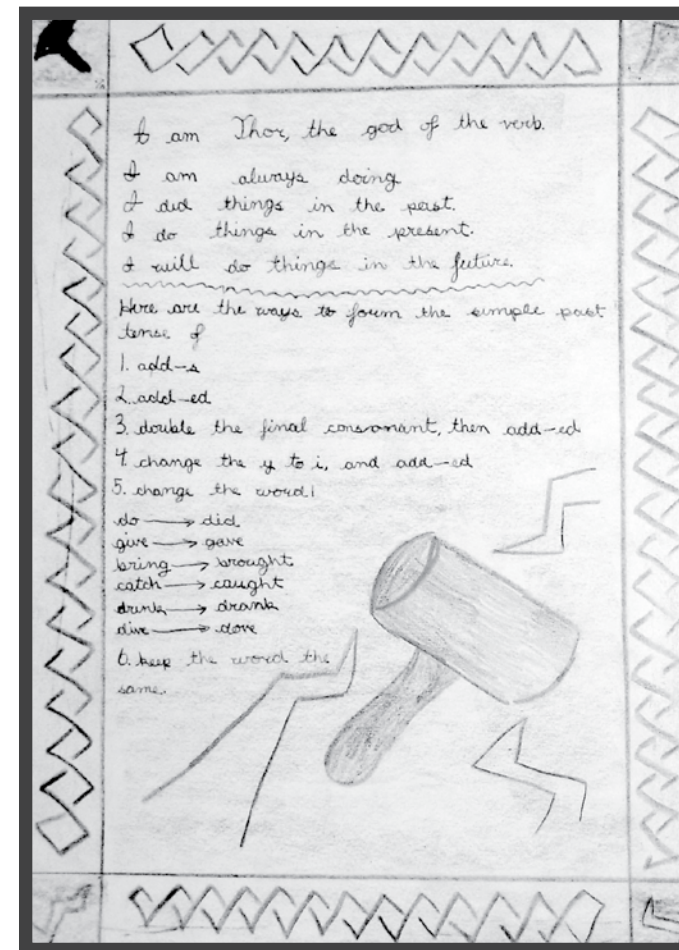 I am Thor, the god of the verb.
I am always doing
I did things in the past.
I do things in the present.
I will do things in the future.
Here are the ways to form the simple past
tense of
1. add-s
2. add-ed
3. double the final consonant, then add-ed
4. change the y to i, and add-ed
5. change the word!
do → did
give → gave
bring → brought
catch → caught
drink → drank
dive → dove
6. keep the word the
same.